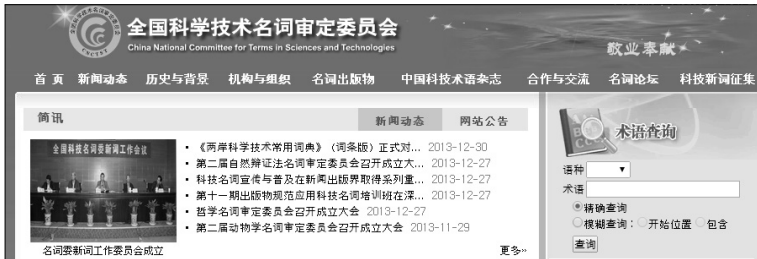 全国科学技术名词审定委员会
China National Committee for Terms in Sciences and Technologies
敬业奉献
首 页 新闻动态 历史与背景 机构与组织 名词出版物 中国科技术语杂志 合作与交流 名词论坛 科技新词征集
简讯 新闻动态 网站公告
全国科技名词委新闻工作会议
• 《两岸科学技术常用词典》（词条版）正式对... 2013-12-30
• 第二届自然辩证法名词审定委员会召开成立大... 2013-12-27
• 科技名词宣传与普及在新闻出版界取得系列重... 2013-12-27
• 第十一期出版物规范应用科技名词培训班在深... 2013-12-27
• 哲学名词审定委员会召开成立大会 2013-12-27
• 第二届动物学名词审定委员会召开成立大会 2013-11-29
名词委新词工作委员会成立
更多»
术语查询
语种
术语
精确查询
模糊查询：开始位置 包含
查询